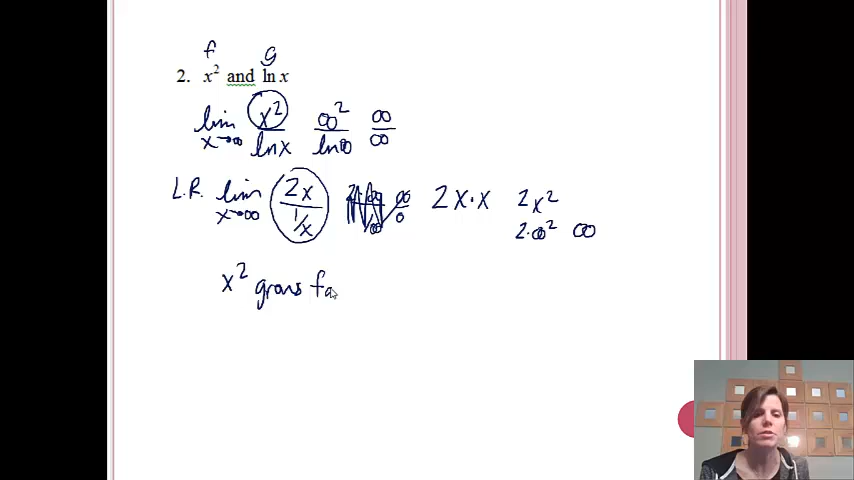 f g
2. x² and ln x
lim x→∞ x²/ln x ∞²/ln ∞ ∞/∞
L.R. lim x→∞ 2x/(1/x) ∞/0 2x·x 2x²
2·∞² ∞
x² grows fa